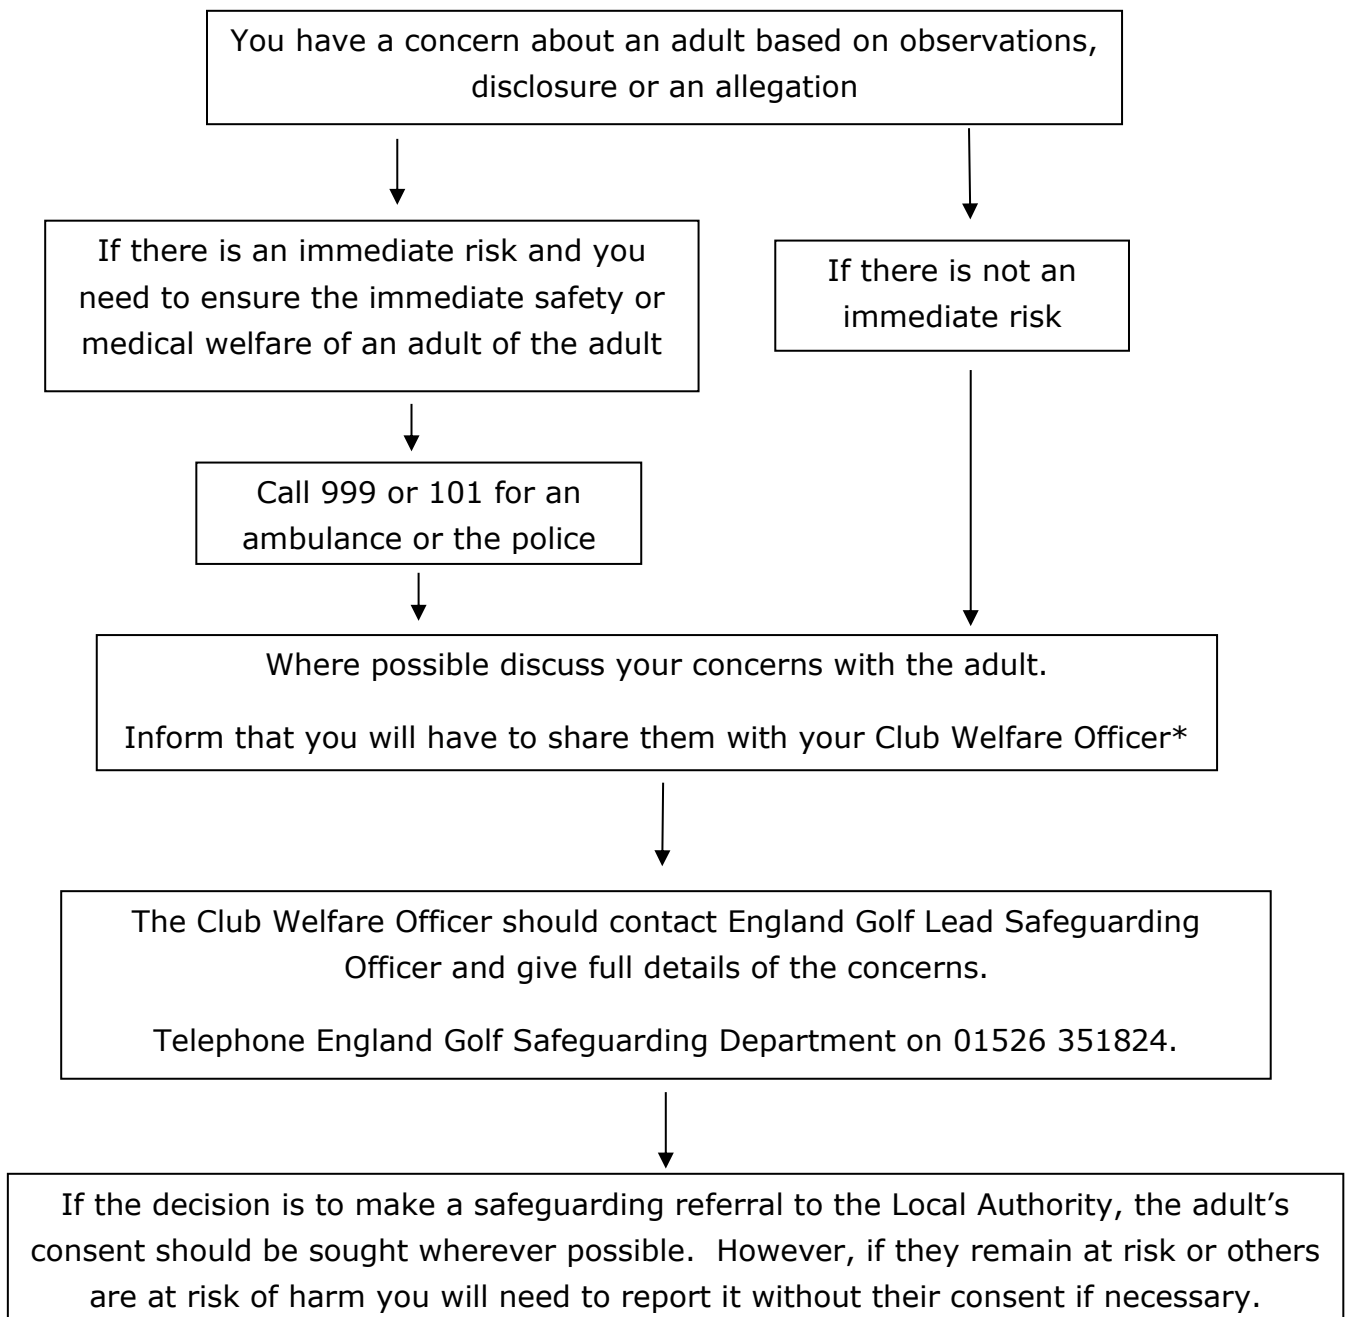 You have a concern about an adult based on observations,
disclosure or an allegation
If there is an immediate risk and you
need to ensure the immediate safety or
medical welfare of an adult of the adult
If there is not an
immediate risk
Call 999 or 101 for an
ambulance or the police
Where possible discuss your concerns with the adult.
Inform that you will have to share them with your Club Welfare Officer*
The Club Welfare Officer should contact England Golf Lead Safeguarding
Officer and give full details of the concerns.
Telephone England Golf Safeguarding Department on 01526 351824.
If the decision is to make a safeguarding referral to the Local Authority, the adult’s
consent should be sought wherever possible.  However, if they remain at risk or others
are at risk of harm you will need to report it without their consent if necessary.